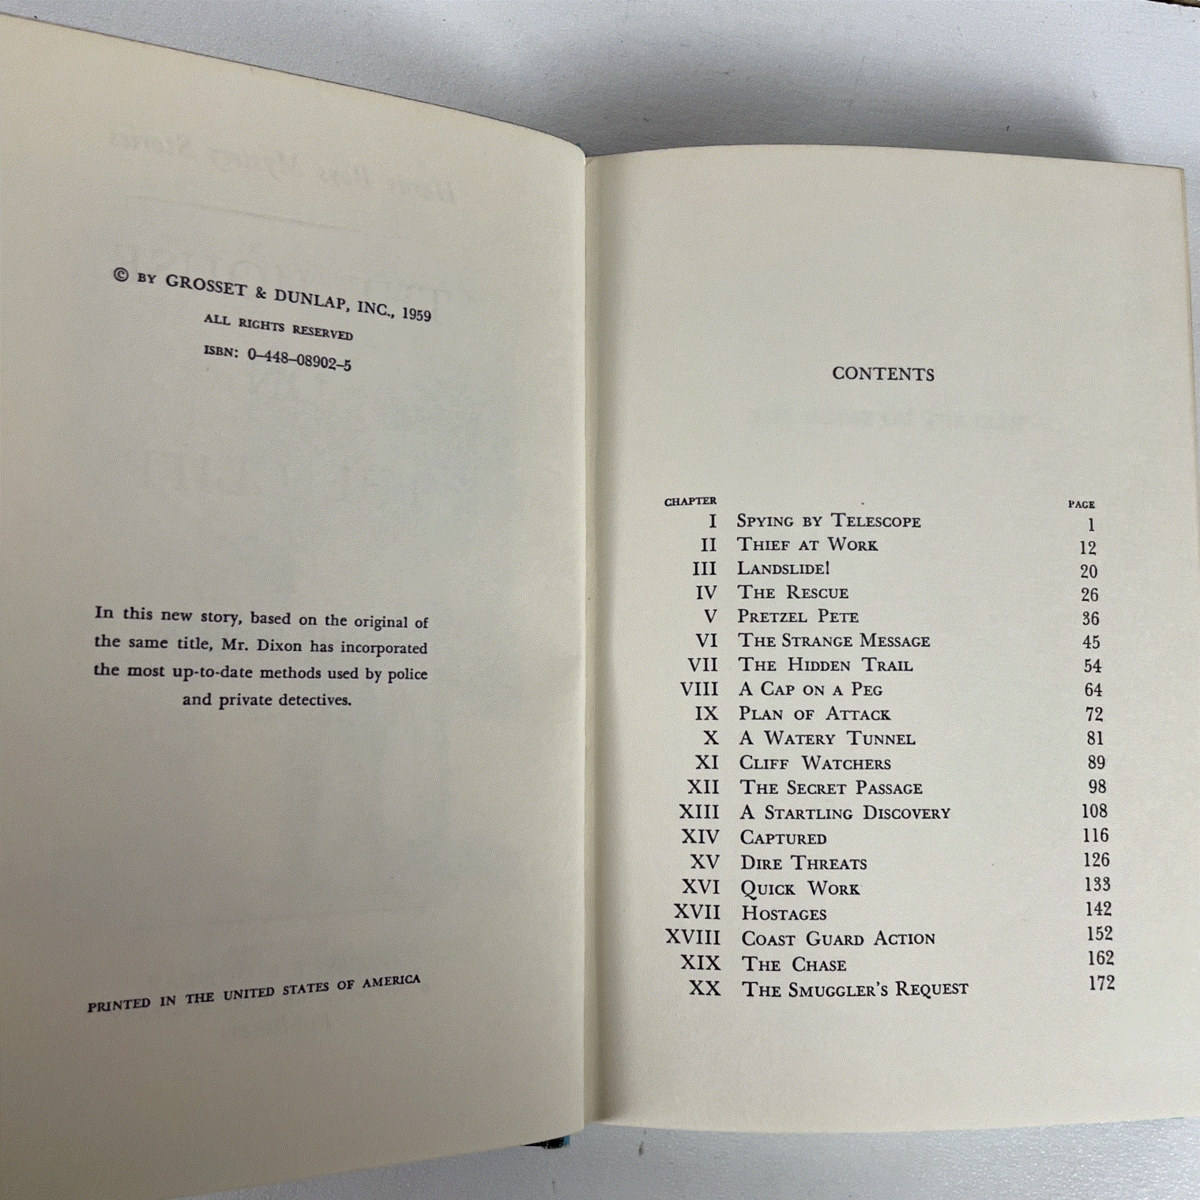 © BY GROSSET & DUNLAP, INC., 1959
ALL RIGHTS RESERVED
ISBN: 0-448-08902-5
In this new story, based on the original of
the same title, Mr. Dixon has incorporated
the most up-to-date methods used by police
and private detectives.
PRINTED IN THE UNITED STATES OF AMERICA
CONTENTS
CHAPTER PAGE
I SPYING BY TELESCOPE 1
II THIEF AT WORK 12
III LANDSLIDE! 20
IV THE RESCUE 26
V PRETZEL PETE 36
VI THE STRANGE MESSAGE 45
VII THE HIDDEN TRAIL 54
VIII A CAP ON A PEG 64
IX PLAN OF ATTACK 72
X A WATERY TUNNEL 81
XI CLIFF WATCHERS 89
XII THE SECRET PASSAGE 98
XIII A STARTLING DISCOVERY 108
XIV CAPTURED 116
XV DIRE THREATS 126
XVI QUICK WORK 133
XVII HOSTAGES 142
XVIII COAST GUARD ACTION 152
XIX THE CHASE 162
XX THE SMUGGLER'S REQUEST 172